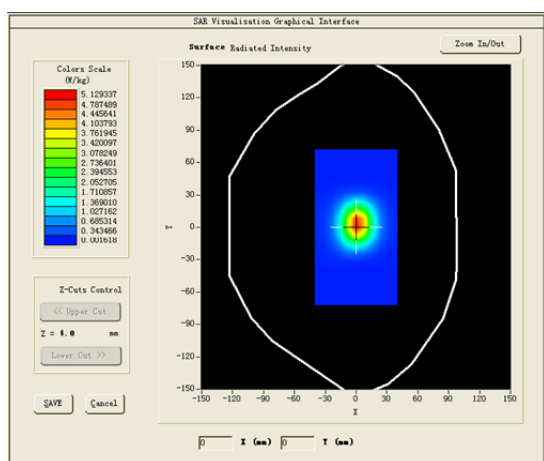 SAR Visualisation Graphical Interface
Surface Radiated Intensity
Zoom In/Out
Colors Scale
(W/kg)
5.129337
4.787489
4.445641
4.103793
3.761945
3.420097
3.078249
2.736401
2.394553
2.052705
1.710857
1.369010
1.027162
0.685314
0.343466
0.001618
150
120
90
60
30
0
-30
-60
-90
-120
-150
Y
-150 -120 -90 -60 -30 0 30 60 90 120 150
X
Z-Cuts Control
<< Upper Cut
Z = 4.0 mm
Lower Cut >>
SAVE
Cancel
0 X (mm) 0 Y (mm)